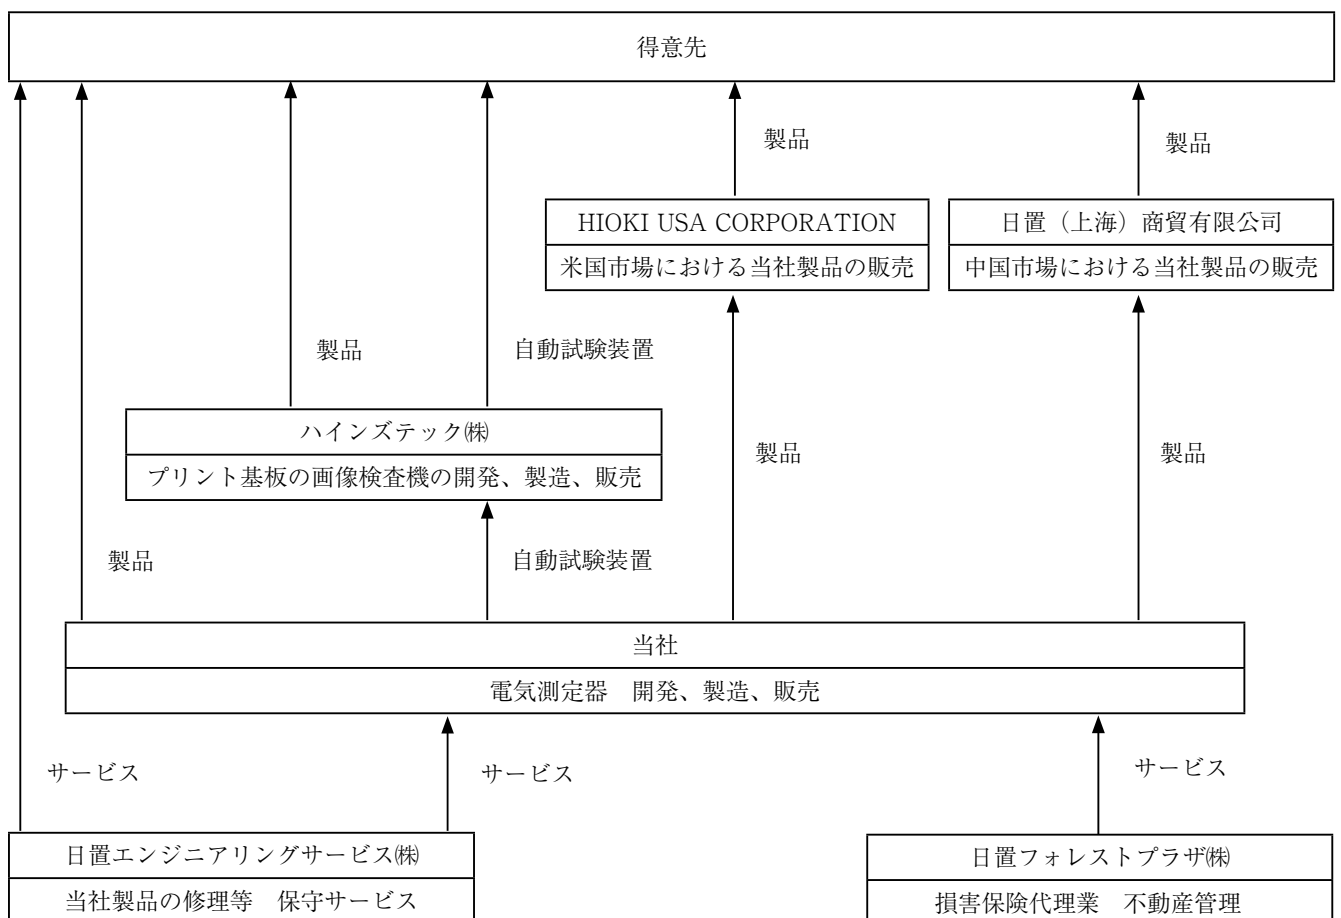 得意先
製品
製品
HIOKI USA CORPORATION
日置（上海）商貿有限公司
米国市場における当社製品の販売
中国市場における当社製品の販売
製品
自動試験装置
ハインズテック㈱
プリント基板の画像検査機の開発、製造、販売
製品
製品
製品
自動試験装置
当社
電気測定器　開発、製造、販売
サービス
サービス
サービス
日置エンジニアリングサービス㈱
当社製品の修理等　保守サービス
日置フォレストプラザ㈱
損害保険代理業　不動産管理